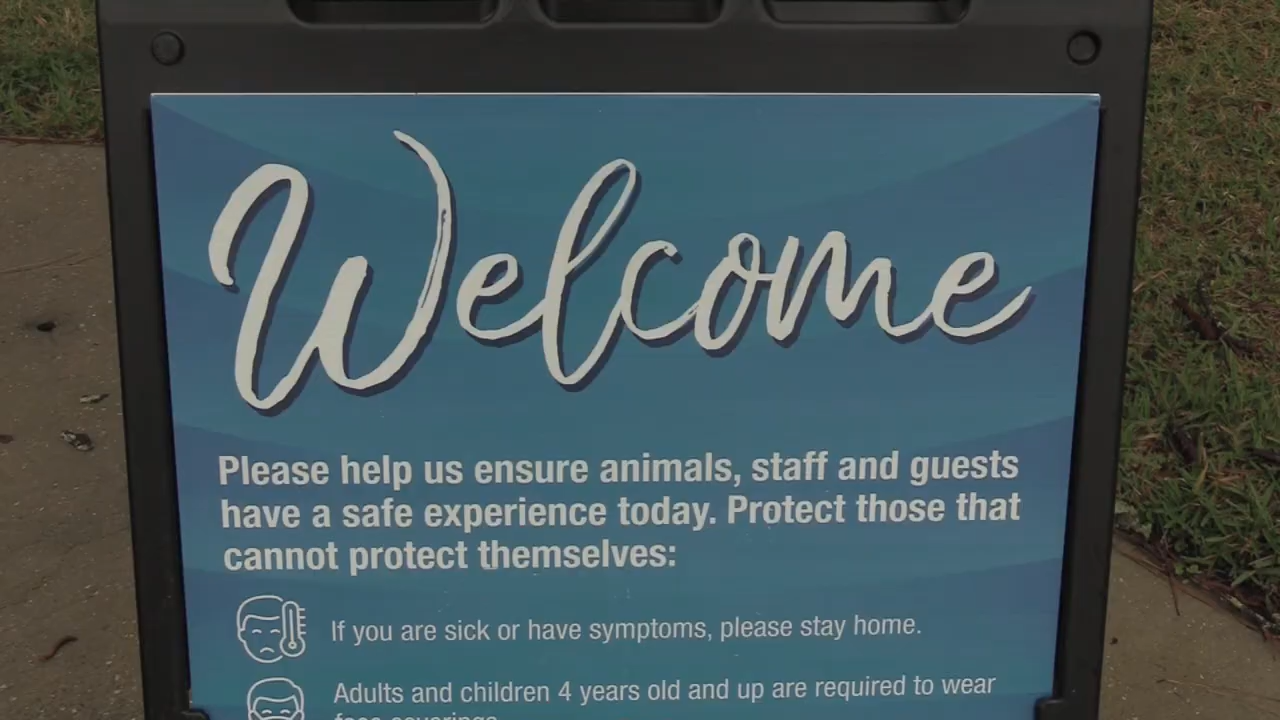 Welcome
Please help us ensure animals, staff and guests
have a safe experience today. Protect those that
cannot protect themselves:
If you are sick or have symptoms, please stay home.
Adults and children 4 years old and up are required to wear
face coverings